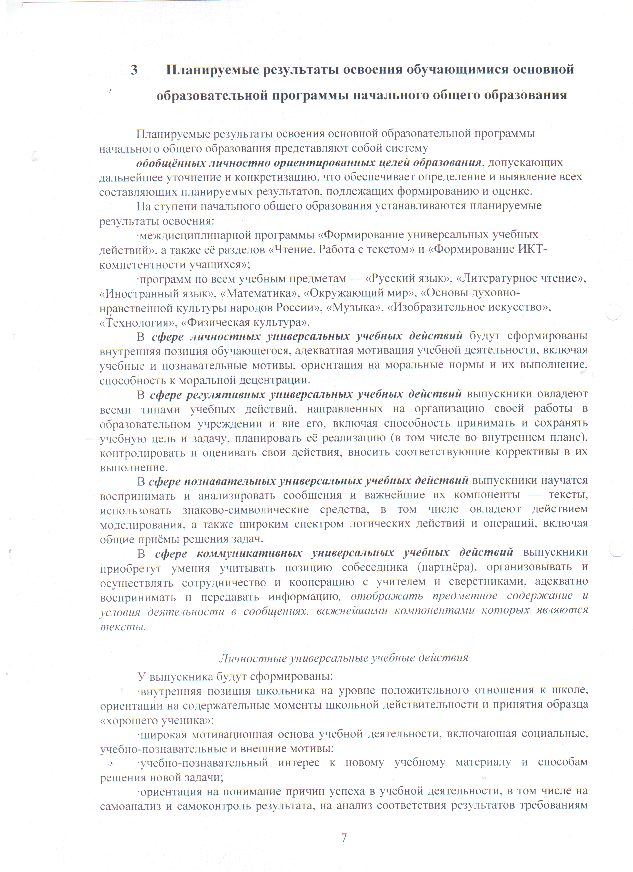 3 Планируемые результаты освоения обучающимися основной
образовательной программы начального общего образования
Планируемые результаты освоения основной образовательной программы
начального общего образования представляют собой систему
обобщённых личностно ориентированных целей образования, допускающих
дальнейшее уточнение и конкретизацию, что обеспечивает определение и выявление всех
составляющих планируемых результатов, подлежащих формированию и оценке.
На ступени начального общего образования устанавливаются планируемые
результаты освоения:
·междисциплинарной программы «Формирование универсальных учебных
действий», а также её разделов «Чтение. Работа с текстом» и «Формирование ИКТ-
компетентности учащихся»;
·программ по всем учебным предметам — «Русский язык», «Литературное чтение»,
«Иностранный язык», «Математика», «Окружающий мир», «Основы духовно-
нравственной культуры народов России», «Музыка», «Изобразительное искусство»,
«Технология», «Физическая культура».
В сфере личностных универсальных учебных действий будут сформированы
внутренняя позиция обучающегося, адекватная мотивация учебной деятельности, включая
учебные и познавательные мотивы, ориентация на моральные нормы и их выполнение,
способность к моральной децентрации.
В сфере регулятивных универсальных учебных действий выпускники овладеют
всеми типами учебных действий, направленных на организацию своей работы в
образовательном учреждении и вне его, включая способность принимать и сохранять
учебную цель и задачу, планировать её реализацию (в том числе во внутреннем плане),
контролировать и оценивать свои действия, вносить соответствующие коррективы в их
выполнение.
В сфере познавательных универсальных учебных действий выпускники научатся
воспринимать и анализировать сообщения и важнейшие их компоненты — тексты,
использовать знаково-символические средства, в том числе овладеют действием
моделирования, а также широким спектром логических действий и операций, включая
общие приёмы решения задач.
В сфере коммуникативных универсальных учебных действий выпускники
приобретут умения учитывать позицию собеседника (партнёра), организовывать и
осуществлять сотрудничество и кооперацию с учителем и сверстниками, адекватно
воспринимать и передавать информацию, отображать предметное содержание и
условия деятельности в сообщениях, важнейшими компонентами которых являются
тексты.
Личностные универсальные учебные действия
У выпускника будут сформированы:
·внутренняя позиция школьника на уровне положительного отношения к школе,
ориентации на содержательные моменты школьной действительности и принятия образца
«хорошего ученика»;
·широкая мотивационная основа учебной деятельности, включающая социальные,
учебно-познавательные и внешние мотивы;
·учебно-познавательный интерес к новому учебному материалу и способам
решения новой задачи;
·ориентация на понимание причин успеха в учебной деятельности, в том числе на
самоанализ и самоконтроль результата, на анализ соответствия результатов требованиям
7